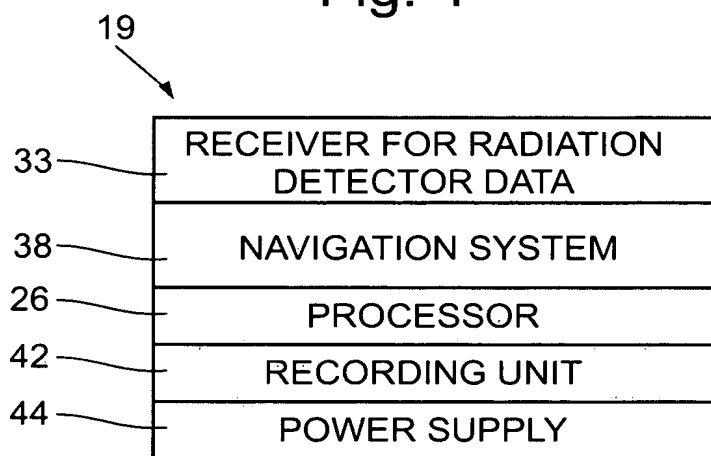 Fig.
19
33 RECEIVER FOR RADIATION
DETECTOR DATA
38 NAVIGATION SYSTEM
26 PROCESSOR
42 RECORDING UNIT
44 POWER SUPPLY